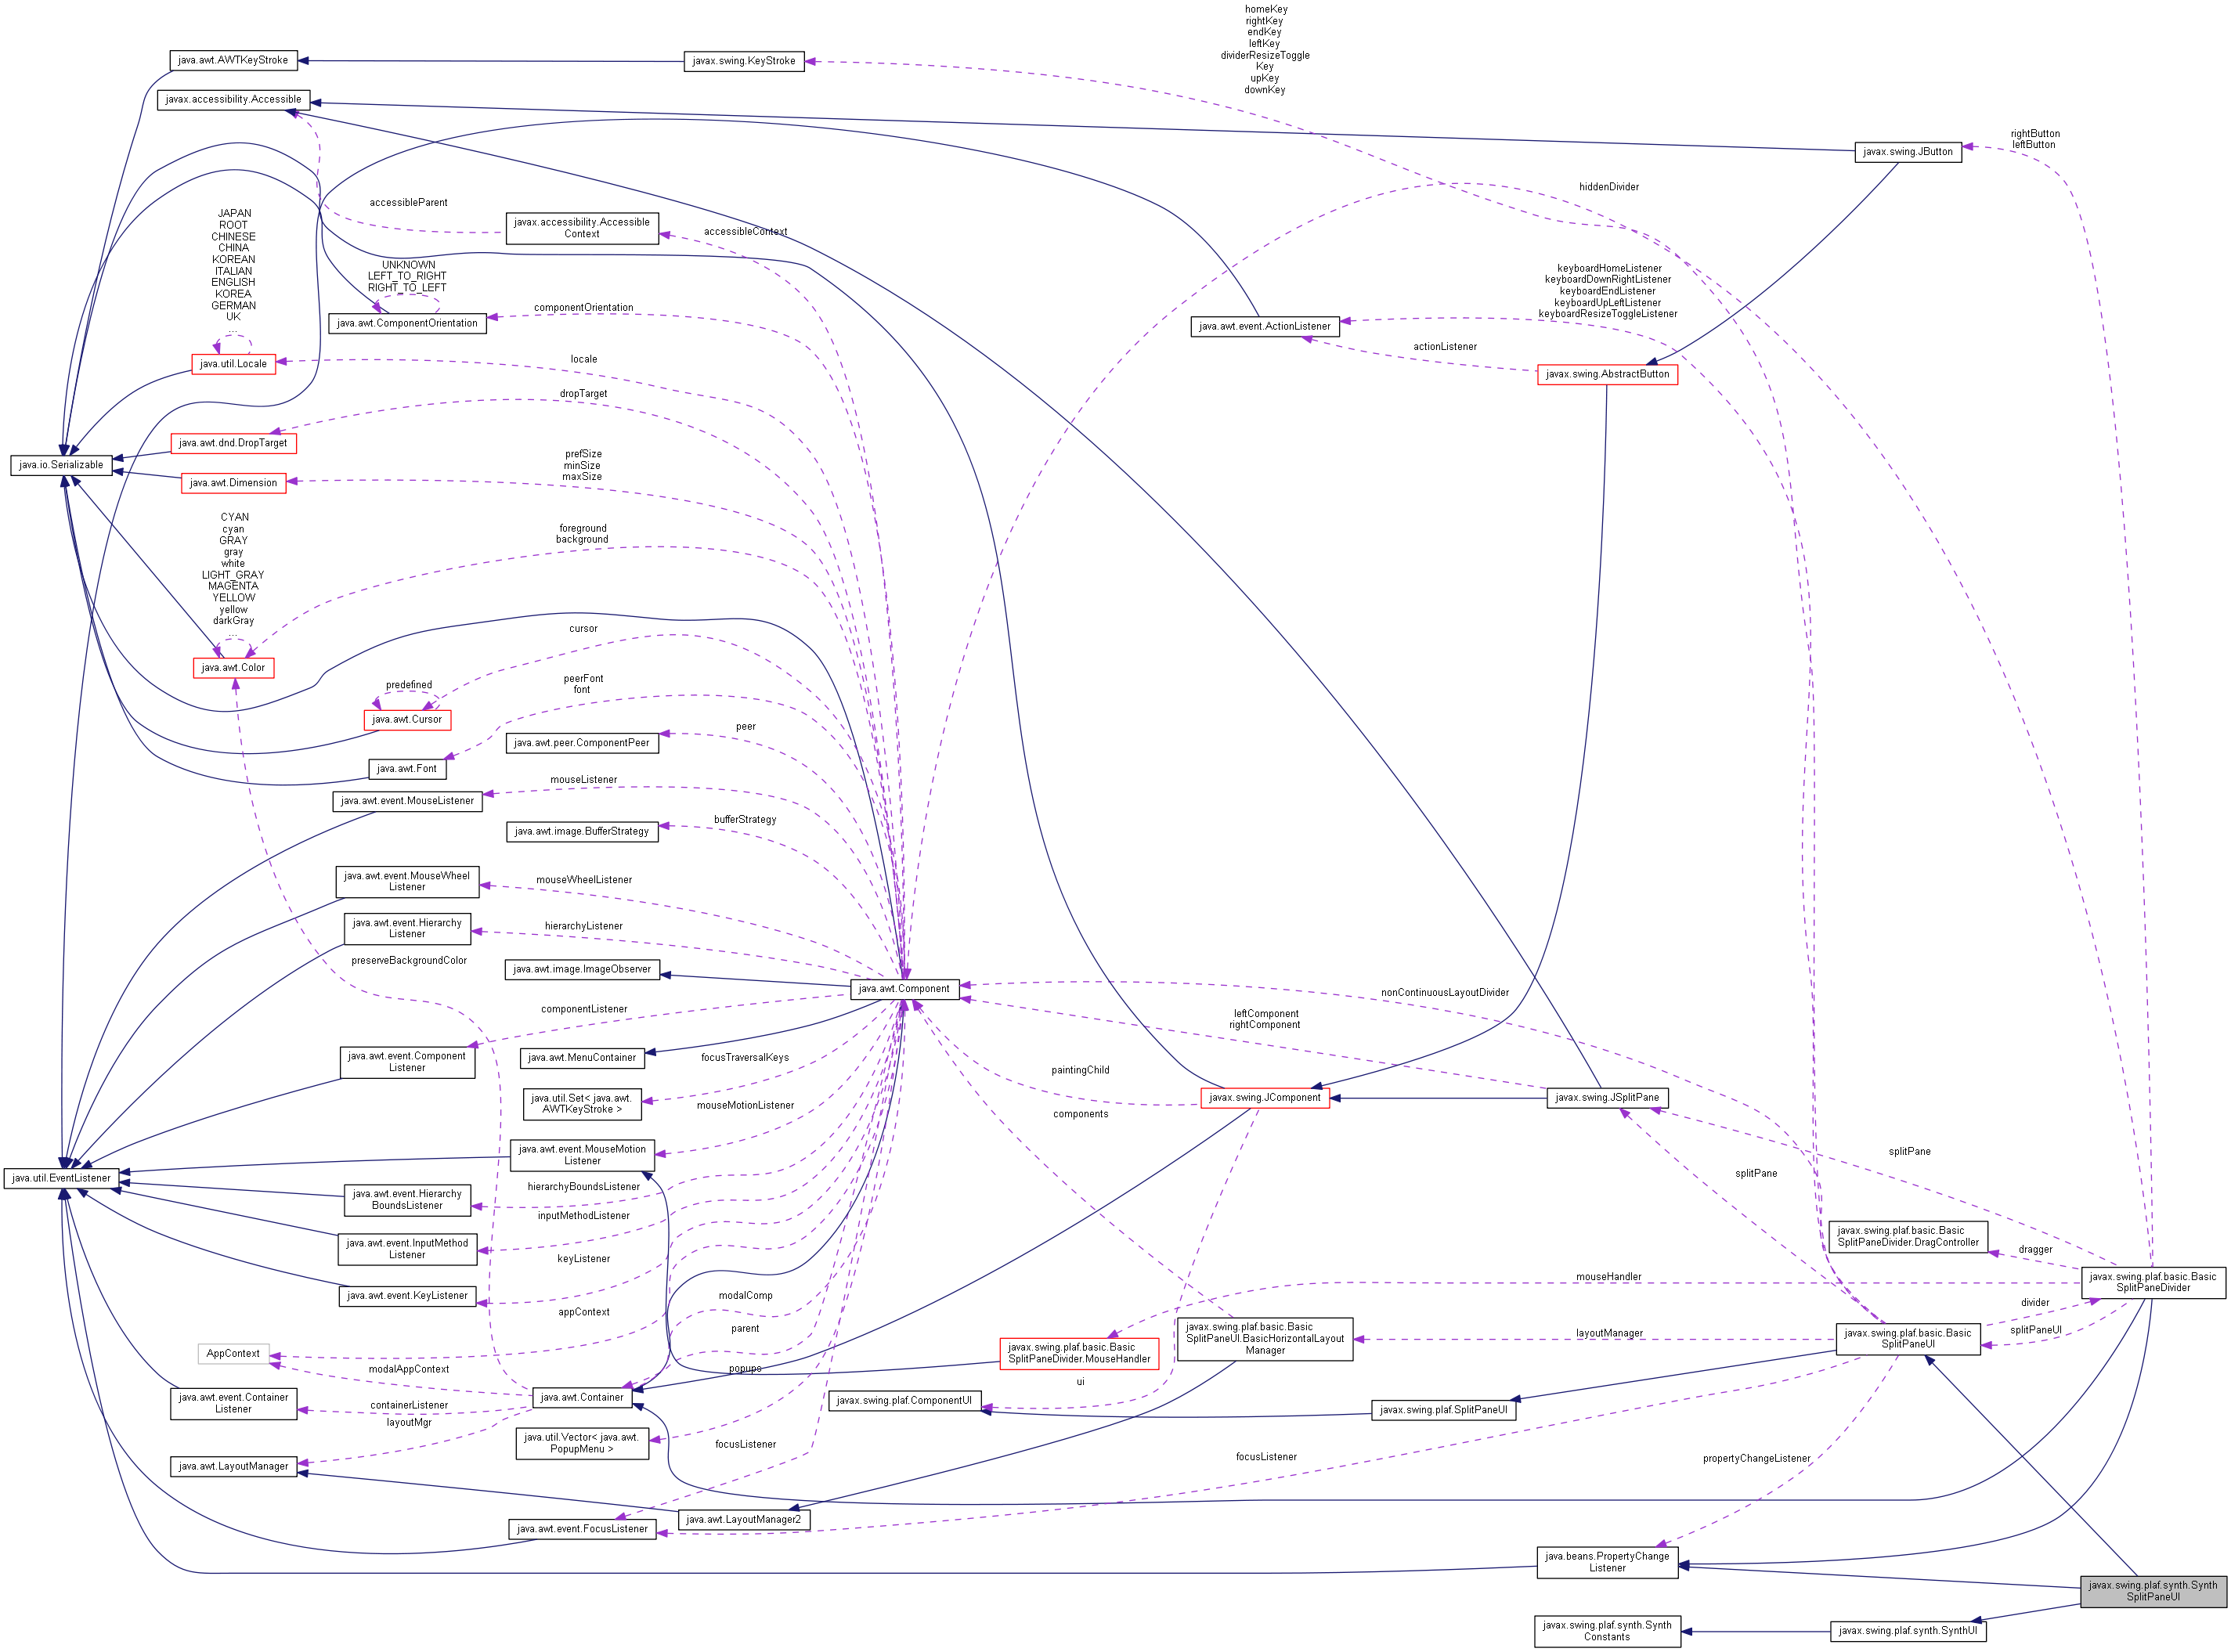 homeKey
rightKey
endKey
leftKey
dividerResizeToggle
Key
upKey
downKey
java.awt.AWTKeyStroke
javax.swing.KeyStroke
javax.accessibility.Accessible
rightButton
leftButton
javax.swing.JButton
hiddenDivider
accessibleParent
javax.accessibility.Accessible
Context
accessibleContext
JAPAN
ROOT
CHINESE
CHINA
KOREAN
ITALIAN
ENGLISH
KOREA
GERMAN
UK
...
UNKNOWN
LEFT_TO_RIGHT
RIGHT_TO_LEFT
java.awt.ComponentOrientation
componentOrientation
keyboardHomeListener
keyboardDownRightListener
keyboardEndListener
keyboardUpLeftListener
keyboardResizeToggleListener
java.awt.event.ActionListener
actionListener
javax.swing.AbstractButton
java.util.Locale
locale
dropTarget
java.awt.dnd.DropTarget
java.io.Serializable
java.awt.Dimension
prefSize
minSize
maxSize
CYAN
cyan
GRAY
gray
white
LIGHT_GRAY
MAGENTA
YELLOW
yellow
darkGray
...
foreground
background
java.awt.Color
cursor
predefined
java.awt.Cursor
peerFont
font
java.awt.peer.ComponentPeer
peer
java.awt.Font
java.awt.event.MouseListener
mouseListener
java.awt.image.BufferStrategy
bufferStrategy
java.awt.event.MouseWheel
Listener
mouseWheelListener
java.awt.event.Hierarchy
Listener
hierarchyListener
preserveBackgroundColor
java.awt.image.ImageObserver
java.awt.Component
nonContinuousLayoutDivider
componentListener
leftComponent
rightComponent
java.awt.event.Component
Listener
java.awt.MenuContainer
focusTraversalKeys
paintingChild
javax.swing.JComponent
javax.swing.JSplitPane
java.util.Set< java.awt.
AWTKeyStroke >
mouseMotionListener
components
java.util.EventListener
java.awt.event.MouseMotion
Listener
splitPane
splitPane
java.awt.event.Hierarchy
BoundsListener
hierarchyBoundsListener
inputMethodListener
java.awt.event.InputMethod
Listener
javax.swing.plaf.basic.Basic
SplitPaneDivider.DragController
dragger
keyListener
java.awt.event.KeyListener
modalComp
mouseHandler
javax.swing.plaf.basic.Basic
SplitPaneDivider
appContext
parent
divider
splitPaneUI
javax.swing.plaf.basic.Basic
SplitPaneUI.BasicHorizontalLayout
Manager
layoutManager
javax.swing.plaf.basic.Basic
SplitPaneUI
AppContext
modalAppContext
popups
javax.swing.plaf.basic.Basic
SplitPaneDivider.MouseHandler
ui
java.awt.event.Container
Listener
containerListener
layoutMgr
java.awt.Container
javax.swing.plaf.ComponentUI
javax.swing.plaf.SplitPaneUI
java.util.Vector< java.awt.
PopupMenu >
focusListener
focusListener
propertyChangeListener
java.awt.LayoutManager
java.awt.LayoutManager2
java.awt.event.FocusListener
java.beans.PropertyChange
Listener
javax.swing.plaf.synth.Synth
SplitPaneUI
javax.swing.plaf.synth.Synth
Constants
javax.swing.plaf.synth.SynthUI